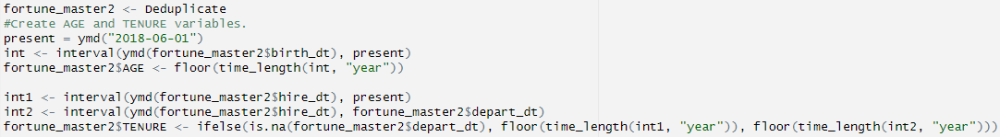 fortune_master2 <- Deduplicate
#Create AGE and TENURE variables.
present = ymd("2018-06-01")
int <- interval(ymd(fortune_master2$birth_dt), present)
fortune_master2$AGE <- floor(time_length(int, "year"))
int1 <- interval(ymd(fortune_master2$hire_dt), present)
int2 <- interval(ymd(fortune_master2$hire_dt), fortune_master2$depart_dt)
fortune_master2$TENURE <- ifelse(is.na(fortune_master2$depart_dt), floor(time_length(int1, "year")), floor(time_length(int2, "year")))